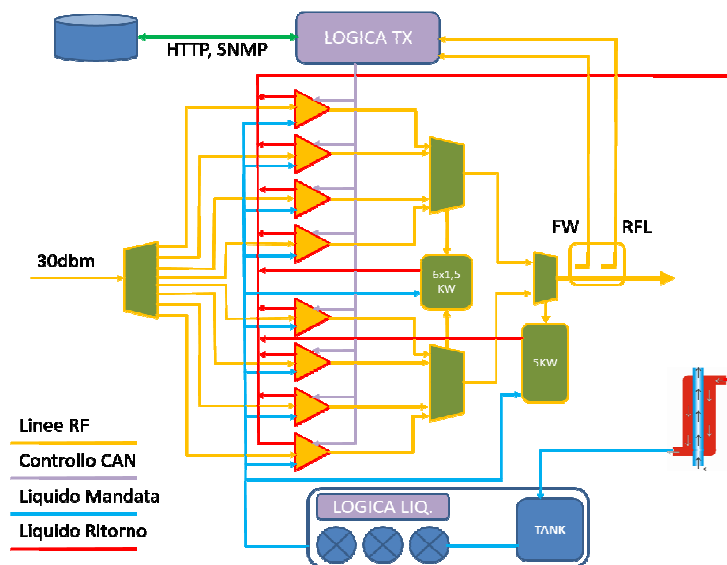 LOGICA TX
HTTP, SNMP
30dbm
FW
RFL
6x1,5
KW
5KW
Linee RF
Controllo CAN
Liquido Mandata
Liquido Ritorno
LOGICA LIQ.
TANK